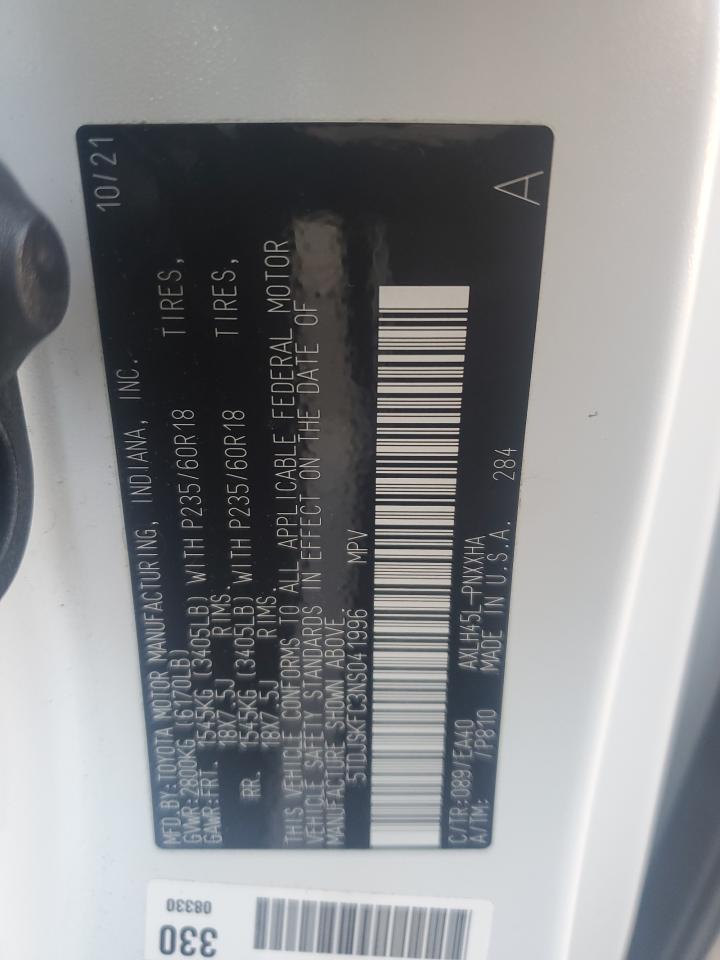 MFD.BY:TOYOTA MOTOR MANUFACTURING, INDIANA, INC. 10/21
GVWR:2800KG (6170LB)
GAWR:FRT. 1545KG (3405LB) WITH P235/60R18 TIRES,
18X7.5J RIMS.
RR. 1545KG (3405LB) WITH P235/60R18 TIRES,
18X7.5J RIMS.
THIS VEHICLE CONFORMS TO ALL APPLICABLE FEDERAL MOTOR
VEHICLE SAFETY STANDARDS IN EFFECT ON THE DATE OF
MANUFACTURE SHOWN ABOVE.
5TDJSKFC3NS041996 MPV
C/TR:089/EA40 AXLH45L-PNXXHA A
A/TM: /P810 MADE IN U.S.A. 284
08330
330